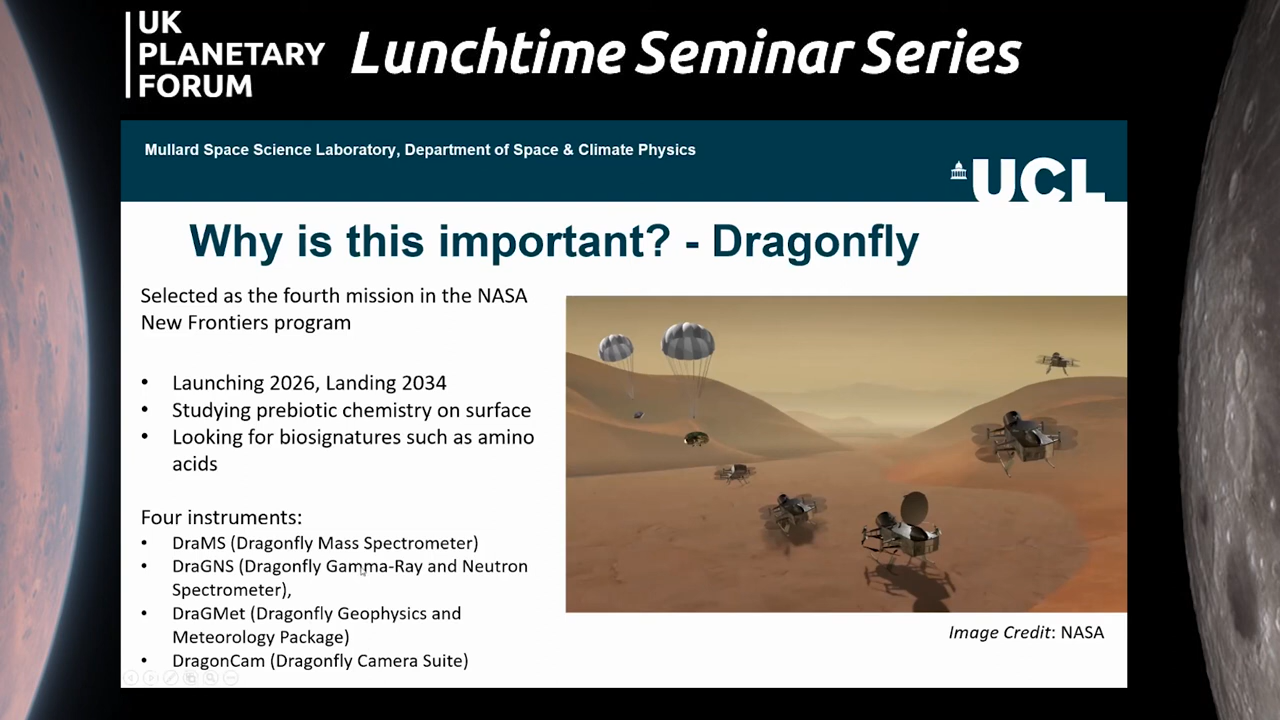 UK
PLANETARY
FORUM
Lunchtime Seminar Series
Mullard Space Science Laboratory, Department of Space & Climate Physics
UCL
Why is this important? - Dragonfly
Selected as the fourth mission in the NASA
New Frontiers program
• Launching 2026, Landing 2034
• Studying prebiotic chemistry on surface
• Looking for biosignatures such as amino
acids
Four instruments:
• DraMS (Dragonfly Mass Spectrometer)
• DraGNS (Dragonfly Gamma-Ray and Neutron
Spectrometer),
• DraGMet (Dragonfly Geophysics and
Meteorology Package)
• DragonCam (Dragonfly Camera Suite)
Image Credit: NASA